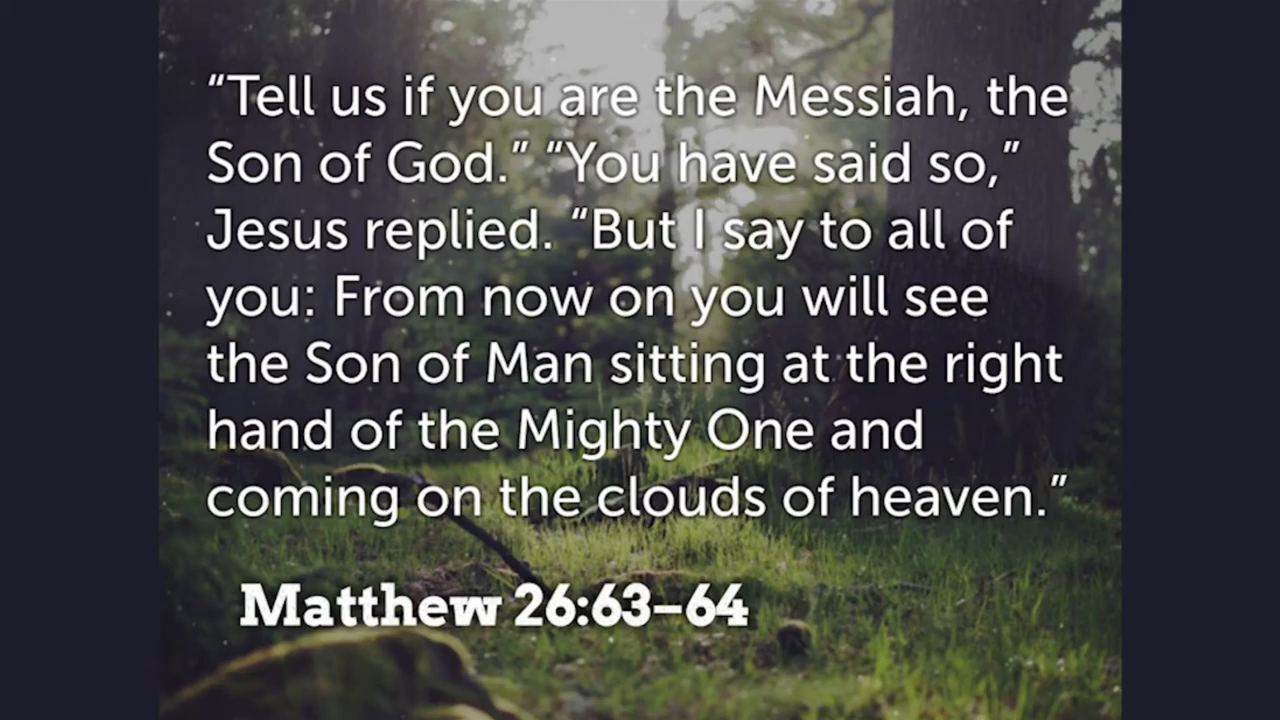 “Tell us if you are the Messiah, the
Son of God.” “You have said so,”
Jesus replied. “But I say to all of
you: From now on you will see
the Son of Man sitting at the right
hand of the Mighty One and
coming on the clouds of heaven.”
Matthew 26:63–64